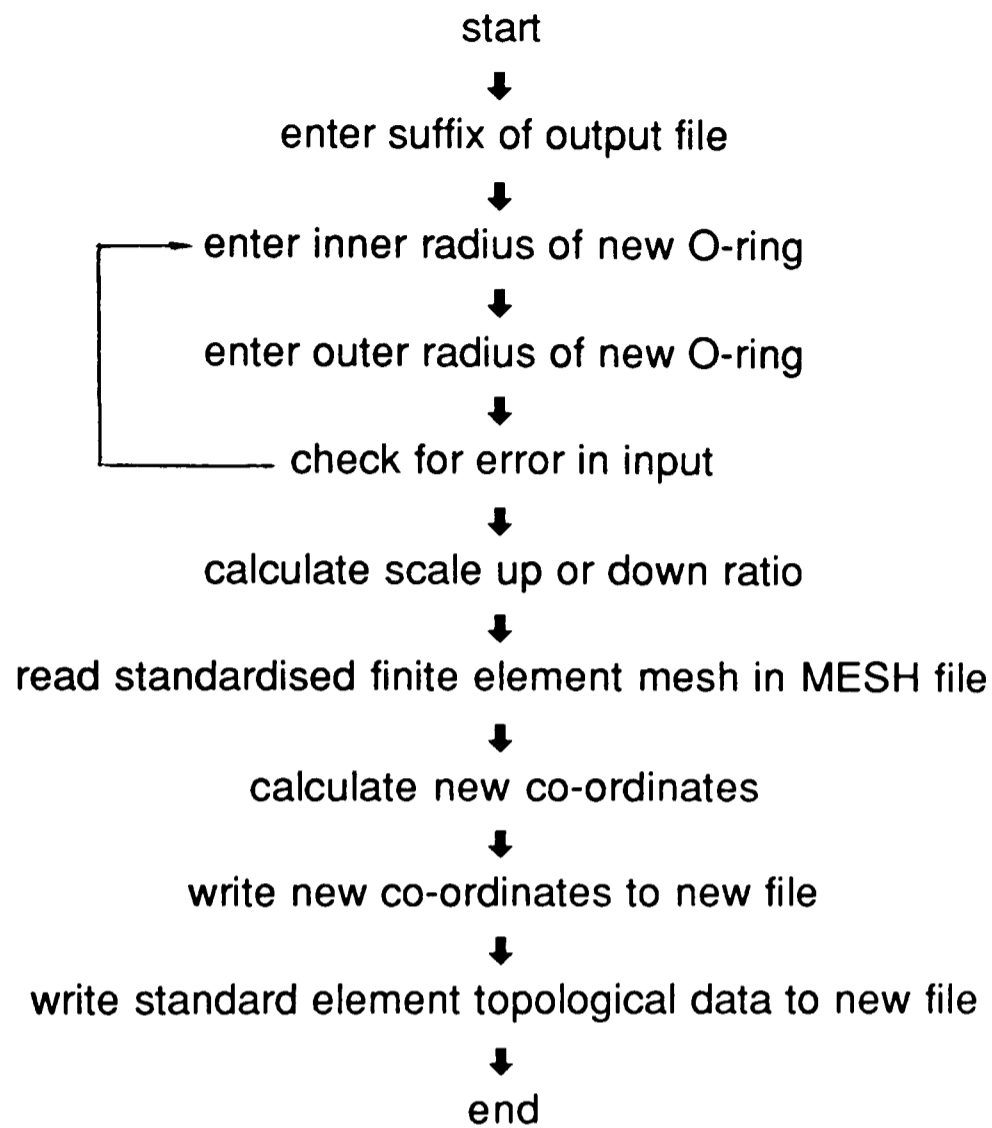 start
enter suffix of output file
enter inner radius of new O-ring
enter outer radius of new O-ring
check for error in input
calculate scale up or down ratio
read standardised finite element mesh in MESH file
calculate new co-ordinates
write new co-ordinates to new file
write standard element topological data to new file
end